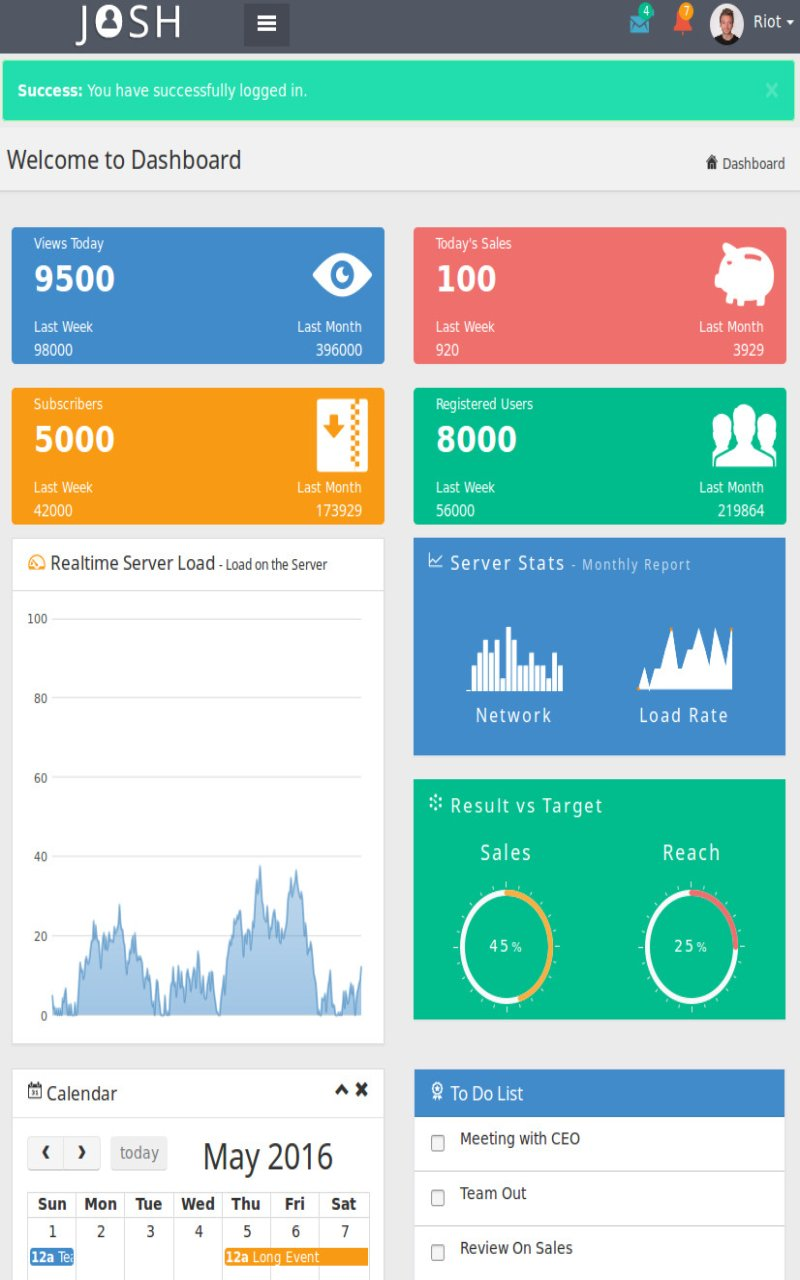 JOSH
4
7
Riot
Success: You have successfully logged in.
×
Welcome to Dashboard
Dashboard
Views Today
9500
Last Week Last Month
98000 396000
Today's Sales
100
Last Week Last Month
920 3929
Subscribers
5000
Last Week Last Month
42000 173929
Registered Users
8000
Last Week Last Month
56000 219864
Realtime Server Load - Load on the Server
100
80
60
40
20
0
Server Stats - Monthly Report
Network Load Rate
Result vs Target
Sales Reach
45% 25%
31 Calendar
today May 2016
Sun Mon Tue Wed Thu Fri Sat
1 2 3 4 5 6 7
12a Tea 12a Long Event
To Do List
Meeting with CEO
Team Out
Review On Sales